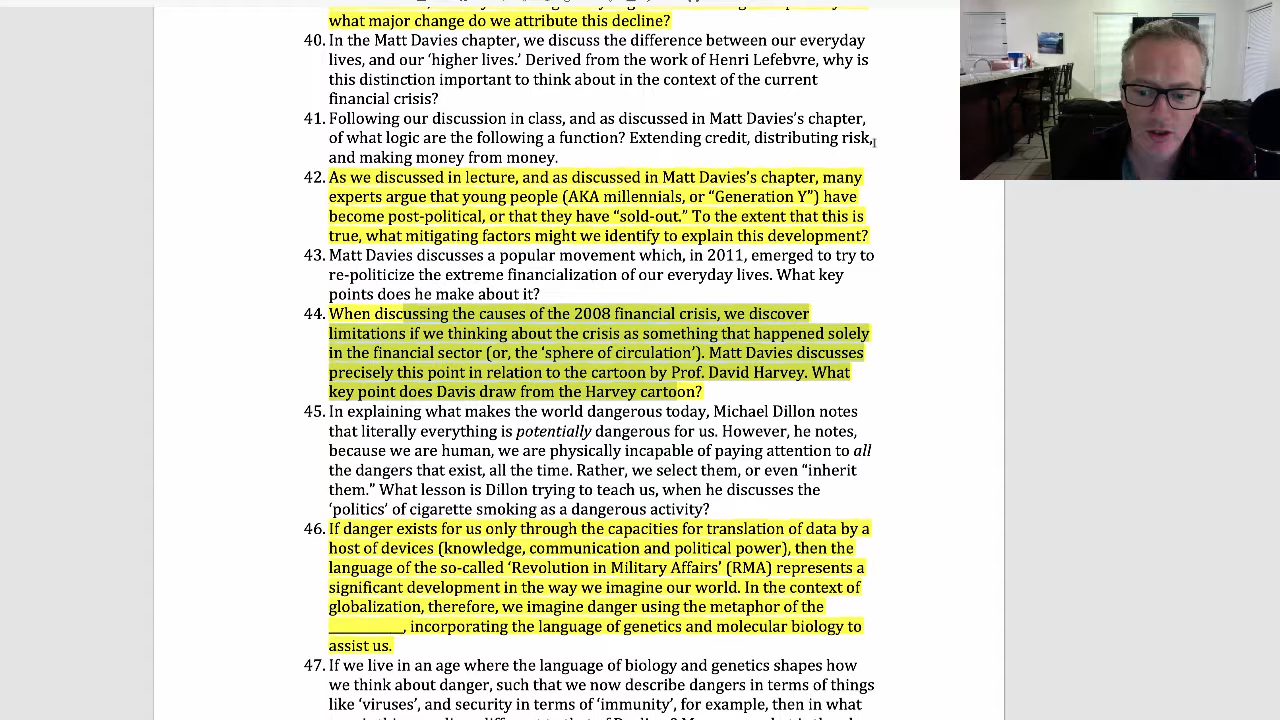 what major change do we attribute this decline?
40. In the Matt Davies chapter, we discuss the difference between our everyday
lives, and our ‘higher lives.’ Derived from the work of Henri Lefebvre, why is
this distinction important to think about in the context of the current
financial crisis?
41. Following our discussion in class, and as discussed in Matt Davies’s chapter,
of what logic are the following a function? Extending credit, distributing risk,
and making money from money.
42. As we discussed in lecture, and as discussed in Matt Davies’s chapter, many
experts argue that young people (AKA millennials, or “Generation Y”) have
become post-political, or that they have “sold-out.” To the extent that this is
true, what mitigating factors might we identify to explain this development?
43. Matt Davies discusses a popular movement which, in 2011, emerged to try to
re-politicize the extreme financialization of our everyday lives. What key
points does he make about it?
44. When discussing the causes of the 2008 financial crisis, we discover
limitations if we thinking about the crisis as something that happened solely
in the financial sector (or, the ‘sphere of circulation’). Matt Davies discusses
precisely this point in relation to the cartoon by Prof. David Harvey. What
key point does Davis draw from the Harvey cartoon?
45. In explaining what makes the world dangerous today, Michael Dillon notes
that literally everything is potentially dangerous for us. However, he notes,
because we are human, we are physically incapable of paying attention to all
the dangers that exist, all the time. Rather, we select them, or even “inherit
them.” What lesson is Dillon trying to teach us, when he discusses the
‘politics’ of cigarette smoking as a dangerous activity?
46. If danger exists for us only through the capacities for translation of data by a
host of devices (knowledge, communication and political power), then the
language of the so-called ‘Revolution in Military Affairs’ (RMA) represents a
significant development in the way we imagine our world. In the context of
globalization, therefore, we imagine danger using the metaphor of the
__________, incorporating the language of genetics and molecular biology to
assist us.
47. If we live in an age where the language of biology and genetics shapes how
we think about danger, such that we now describe dangers in terms of things
like ‘viruses’, and security in terms of ‘immunity’, for example, then in what